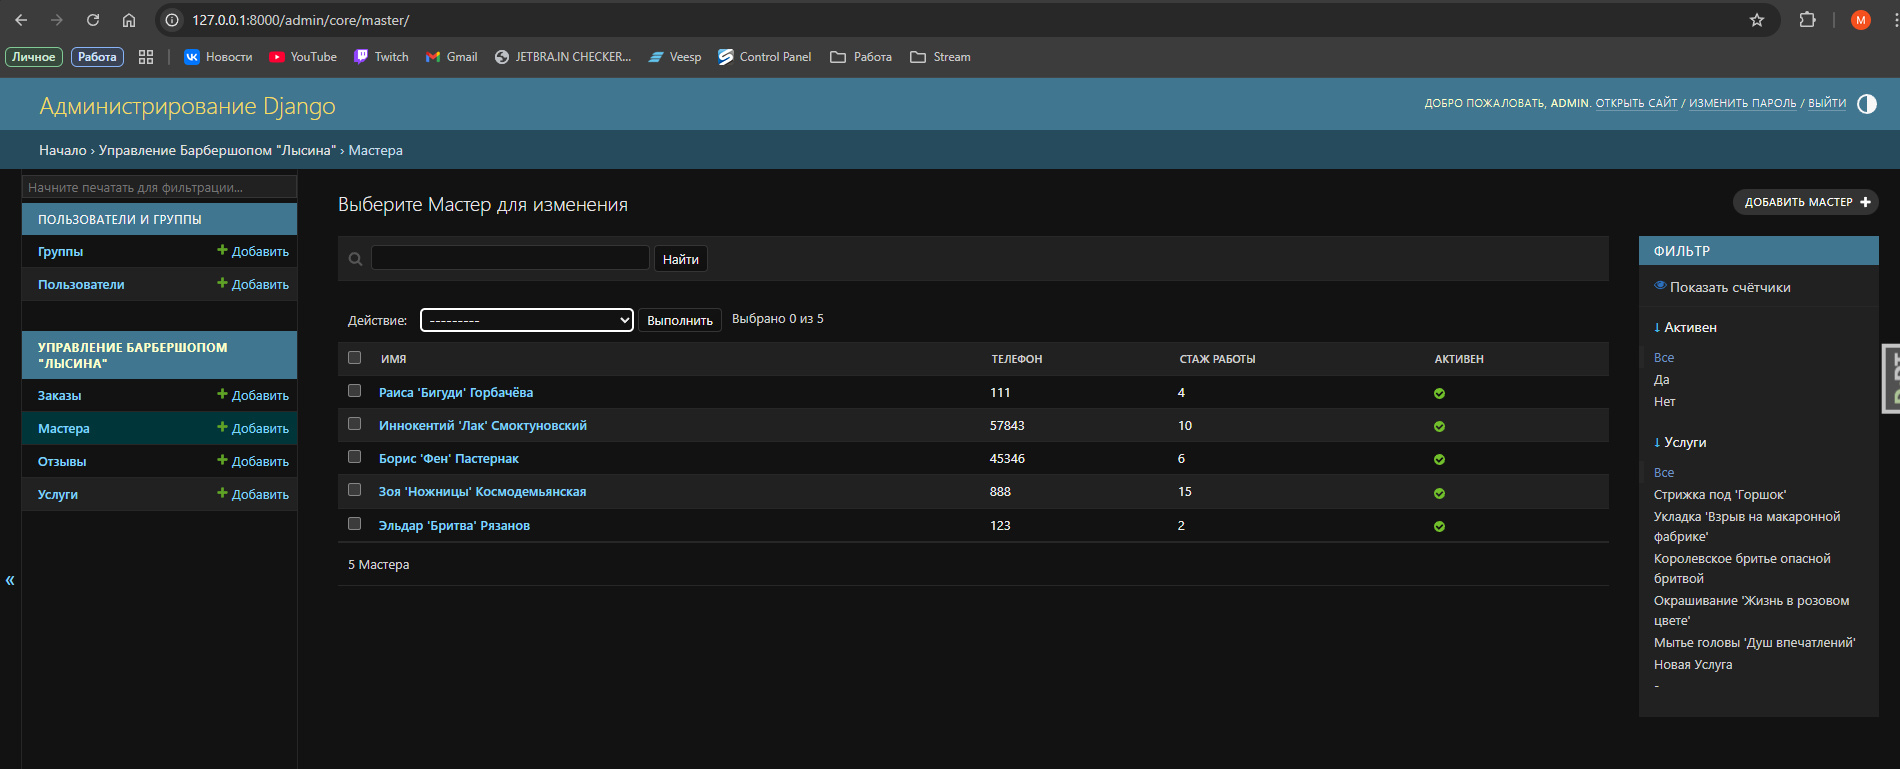 127.0.0.1:8000/admin/core/master/
M
Личное
Работа
Новости
YouTube
Twitch
Gmail
JETBRA.IN CHECKER...
Veesp
Control Panel
Работа
Stream
Администрирование Django
ДОБРО ПОЖАЛОВАТЬ, ADMIN. ОТКРЫТЬ САЙТ / ИЗМЕНИТЬ ПАРОЛЬ / ВЫЙТИ
Начало › Управление Барбершопом "Лысина" › Мастера
Начните печатать для фильтрации...
ПОЛЬЗОВАТЕЛИ И ГРУППЫ
Группы + Добавить
Пользователи + Добавить
УПРАВЛЕНИЕ БАРБЕРШОПОМ
"ЛЫСИНА"
Заказы + Добавить
Мастера + Добавить
Отзывы + Добавить
Услуги + Добавить
«
Выберите Мастер для изменения
ДОБАВИТЬ МАСТЕР +
Найти
Действие: --------- Выполнить Выбрано 0 из 5
ИМЯ ТЕЛЕФОН СТАЖ РАБОТЫ АКТИВЕН
Раиса 'Бигуди' Горбачёва 111 4
Иннокентий 'Лак' Смоктуновский 57843 10
Борис 'Фен' Пастернак 45346 6
Зоя 'Ножницы' Космодемьянская 888 15
Эльдар 'Бритва' Рязанов 123 2
5 Мастера
ФИЛЬТР
Показать счётчики
↓ Активен
Все
Да
Нет
↓ Услуги
Все
Стрижка под 'Горшок'
Укладка 'Взрыв на макаронной
фабрике'
Королевское бритье опасной
бритвой
Окрашивание 'Жизнь в розовом
цвете'
Мытье головы 'Душ впечатлений'
Новая Услуга
-